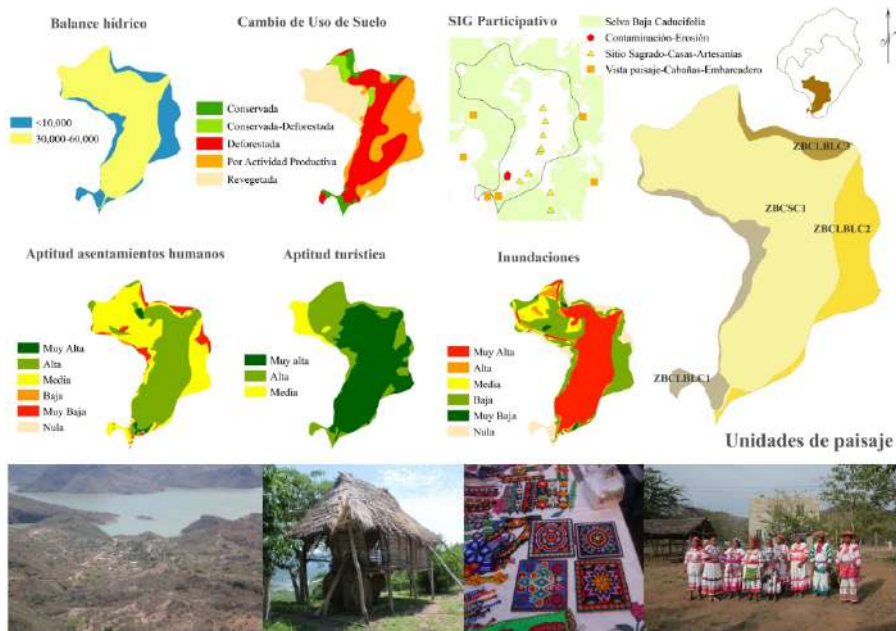 Balance hídrico
<10,000
30,000-60,000
Cambio de Uso de Suelo
Conservada
Conservada-Deforestada
Deforestada
Por Actividad Productiva
Revegetada
SIG Participativo
Selva Baja Caducifolia
Contaminación-Erosión
Sitio Sagrado-Casas-Artesanías
Vista paisaje-Cabañas-Embarcadero
Aptitud asentamientos humanos
Muy Alta
Alta
Media
Baja
Muy Baja
Nula
Aptitud turística
Muy alta
Alta
Media
Inundaciones
Muy Alta
Alta
Media
Baja
Muy Baja
Nula
ZBCLBLC3
ZBCSC1
ZBCLBLC2
ZBCLBLC1
Unidades de paisaje